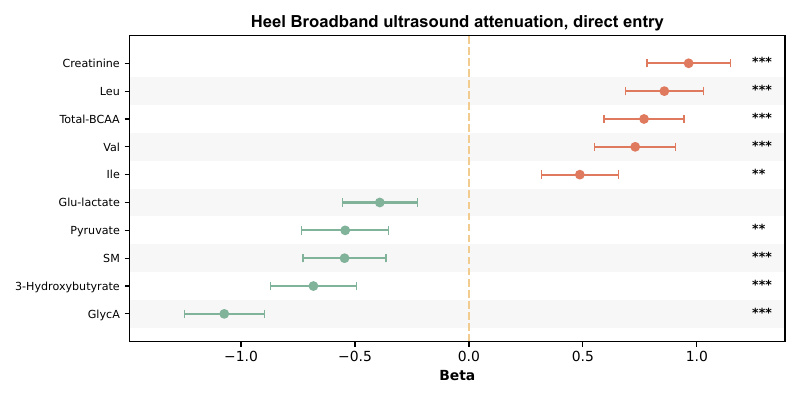 Heel Broadband ultrasound attenuation, direct entry
Creatinine ***
Leu ***
Total-BCAA ***
Val ***
Ile **
Glu-lactate
Pyruvate **
SM ***
3-Hydroxybutyrate ***
GlycA ***
−1.0 −0.5 0.0 0.5 1.0
Beta